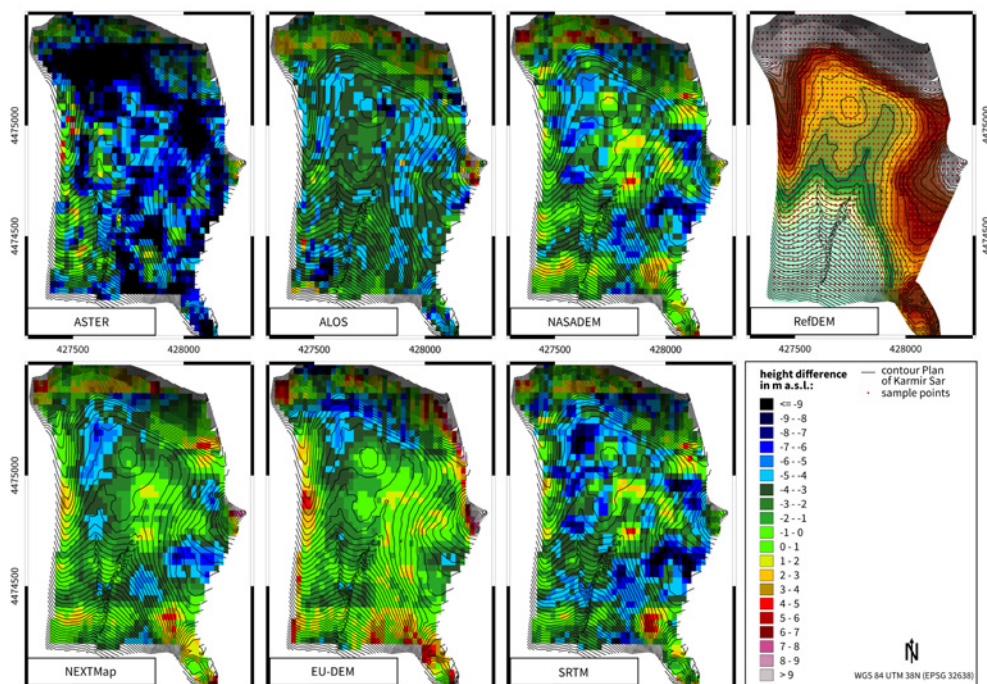 4475000
4475000
4474500
4474500
ASTER
ALOS
NASADEM
RefDEM
427500
428000
427500
428000
427500
428000
427500
428000
4475000
4474500
NEXTMap
EU-DEM
SRTM
height difference
in m a.s.l.:
<= -9
-9 - -8
-8 - -7
-7 - -6
-6 - -5
-5 - -4
-4 - -3
-3 - -2
-2 - -1
-1 - 0
0 - 1
1 - 2
2 - 3
3 - 4
4 - 5
5 - 6
6 - 7
7 - 8
8 - 9
> 9
contour Plan
of Karmir Sar
sample points
N
WGS 84 UTM 38N (EPSG 32638)